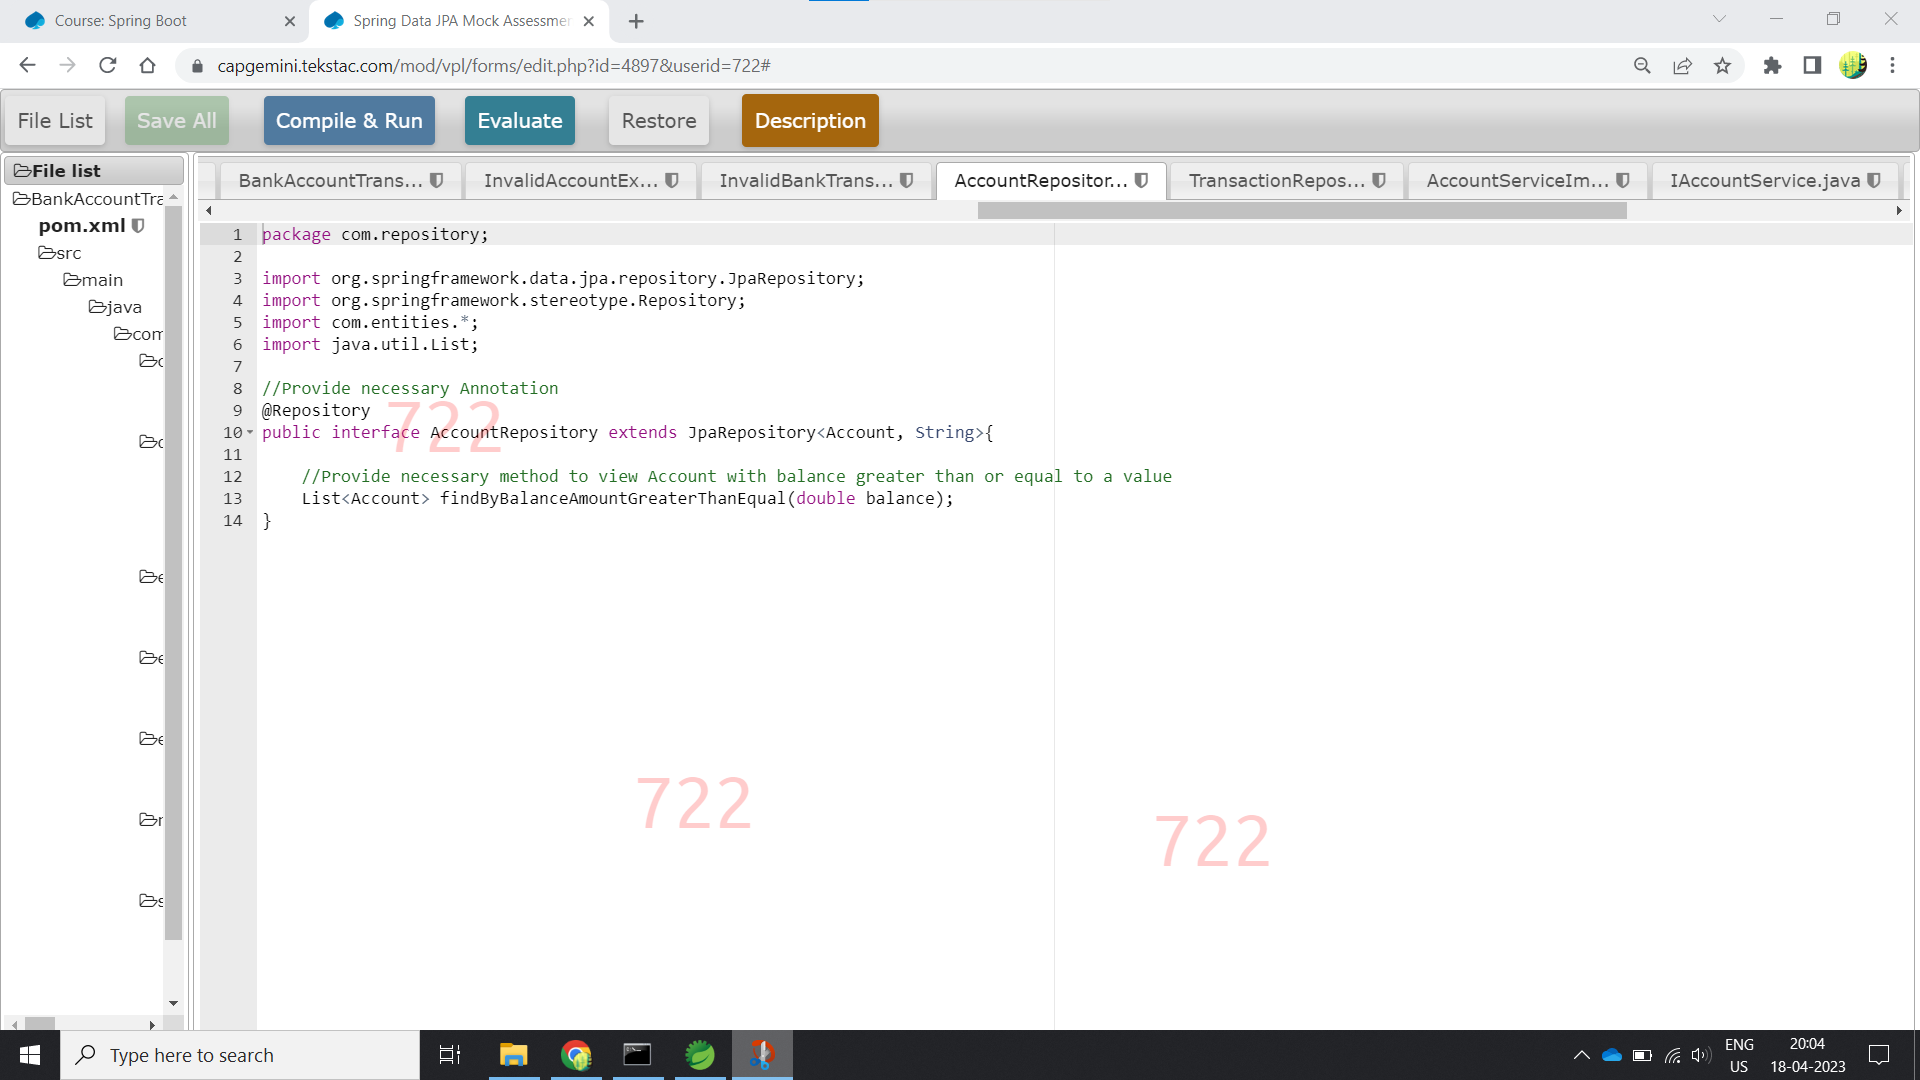 Course: Spring Boot
Spring Data JPA Mock Assessmen
capgemini.tekstac.com/mod/vpl/forms/edit.php?id=4897&userid=722#
File List
Save All
Compile & Run
Evaluate
Restore
Description
File list
BankAccountTra
pom.xml
src
main
java
com
c
c
e
e
e
r
s
BankAccountTrans...
InvalidAccountEx...
InvalidBankTrans...
AccountRepositor...
TransactionRepos...
AccountServiceIm...
IAccountService.java
1 package com.repository;
2
3 import org.springframework.data.jpa.repository.JpaRepository;
4 import org.springframework.stereotype.Repository;
5 import com.entities.*;
6 import java.util.List;
7
8 //Provide necessary Annotation
9 @Repository
10 public interface AccountRepository extends JpaRepository<Account, String>{
11
12 //Provide necessary method to view Account with balance greater than or equal to a value
13 List<Account> findByBalanceAmountGreaterThanEqual(double balance);
14 }
722
722
722
Type here to search
ENG
US
20:04
18-04-2023